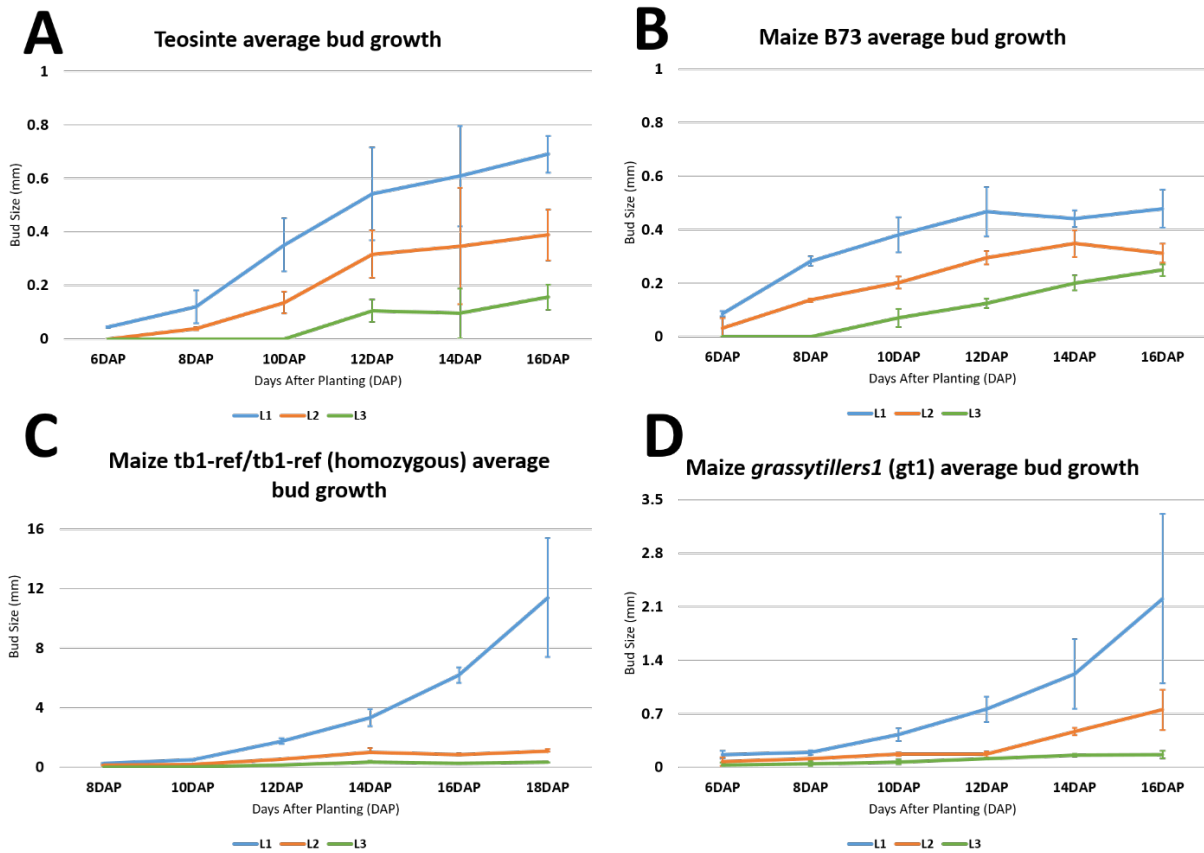 A
Teosinte average bud growth
1
0.8
0.6
0.4
0.2
0
Bud Size (mm)
6DAP 8DAP 10DAP 12DAP 14DAP 16DAP
Days After Planting (DAP)
L1 L2 L3
B
Maize B73 average bud growth
1
0.8
0.6
0.4
0.2
0
Bud Size (mm)
6DAP 8DAP 10DAP 12DAP 14DAP 16DAP
Days After Planting (DAP)
L1 L2 L3
C
Maize tb1-ref/tb1-ref (homozygous) average
bud growth
16
12
8
4
0
Bud Size (mm)
8DAP 10DAP 12DAP 14DAP 16DAP 18DAP
Days After Planting (DAP)
L1 L2 L3
D
Maize grassytillers1 (gt1) average bud growth
3.5
2.8
2.1
1.4
0.7
0
Bud Size (mm)
6DAP 8DAP 10DAP 12DAP 14DAP 16DAP
Days After Planting (DAP)
L1 L2 L3